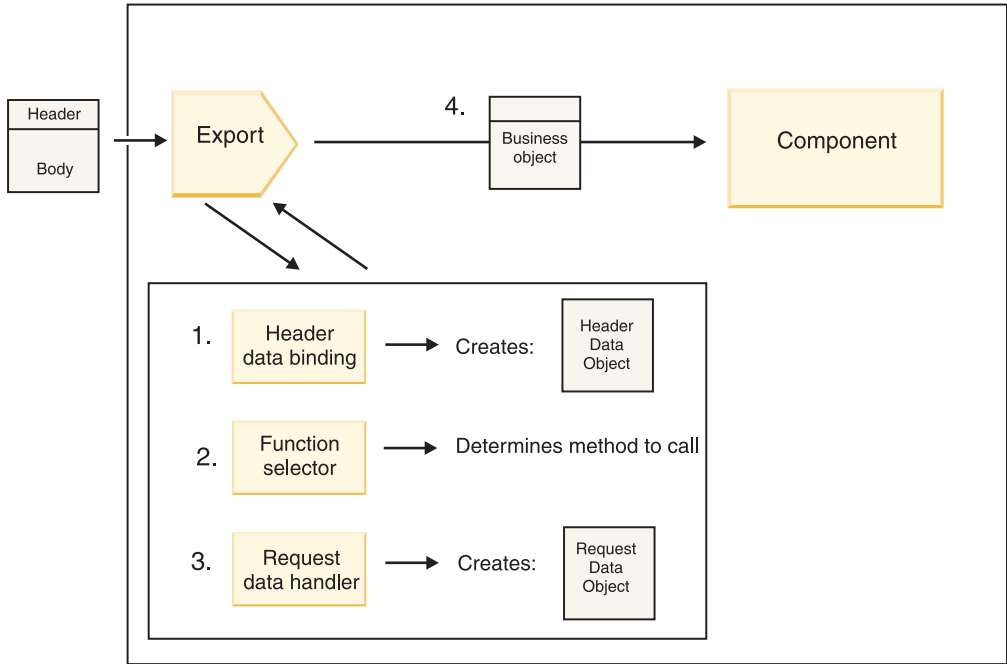 Header
Body
Export
4.
Business
object
Component
1.
Header
data binding
Creates:
Header
Data
Object
2.
Function
selector
Determines method to call
3.
Request
data handler
Creates:
Request
Data
Object